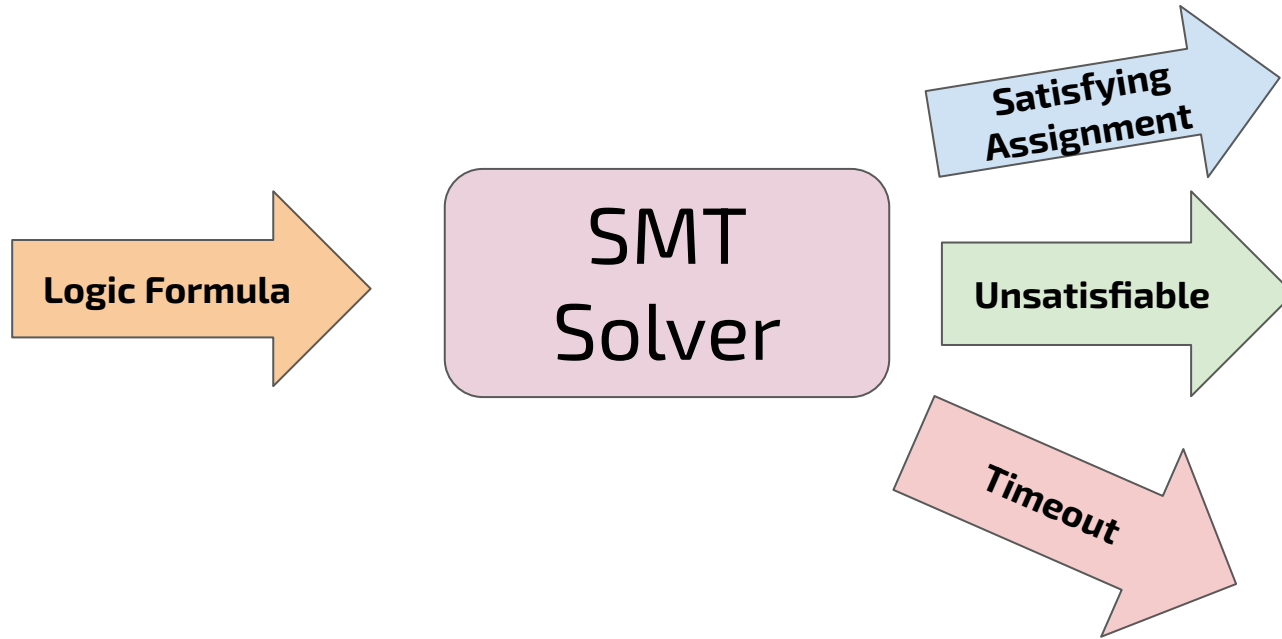 Logic Formula
SMT
Solver
Satisfying
Assignment
Unsatisfiable
Timeout